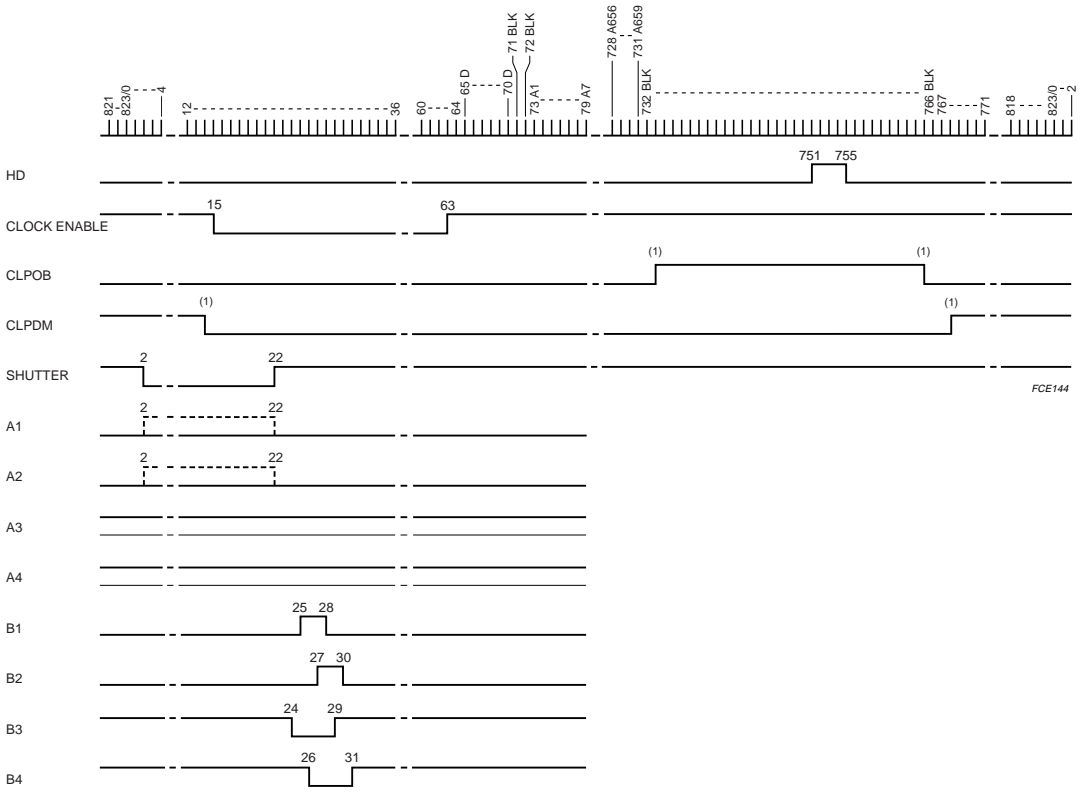 821
823/0
4
12
36
60
64
65 D
70 D
71 BLK
72 BLK
73 A1
79 A7
728 A656
731 A659
732 BLK
766 BLK
767
771
818
823/0
2
HD
751 755
CLOCK ENABLE
15 63
CLPOB
(1) (1)
CLPDM
(1) (1)
SHUTTER
2 22
FCE144
A1
2 22
A2
2 22
A3
A4
B1
25 28
B2
27 30
B3
24 29
B4
26 31